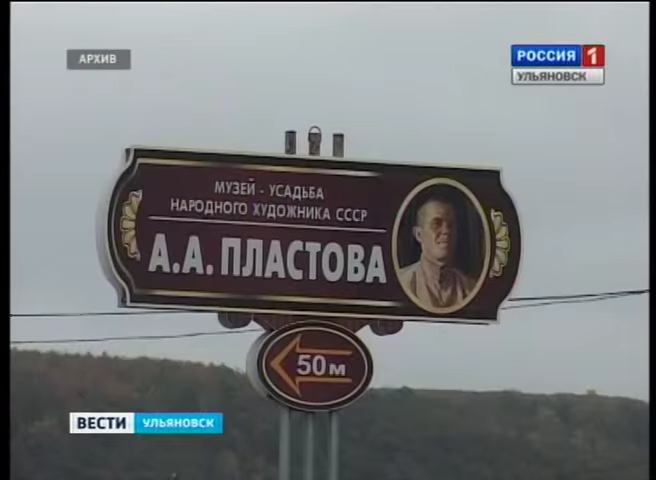 АРХИВ
РОССИЯ 1
УЛЬЯНОВСК
МУЗЕЙ - УСАДЬБА
НАРОДНОГО ХУДОЖНИКА СССР
А.А. ПЛАСТОВА
50м
ВЕСТИ УЛЬЯНОВСК